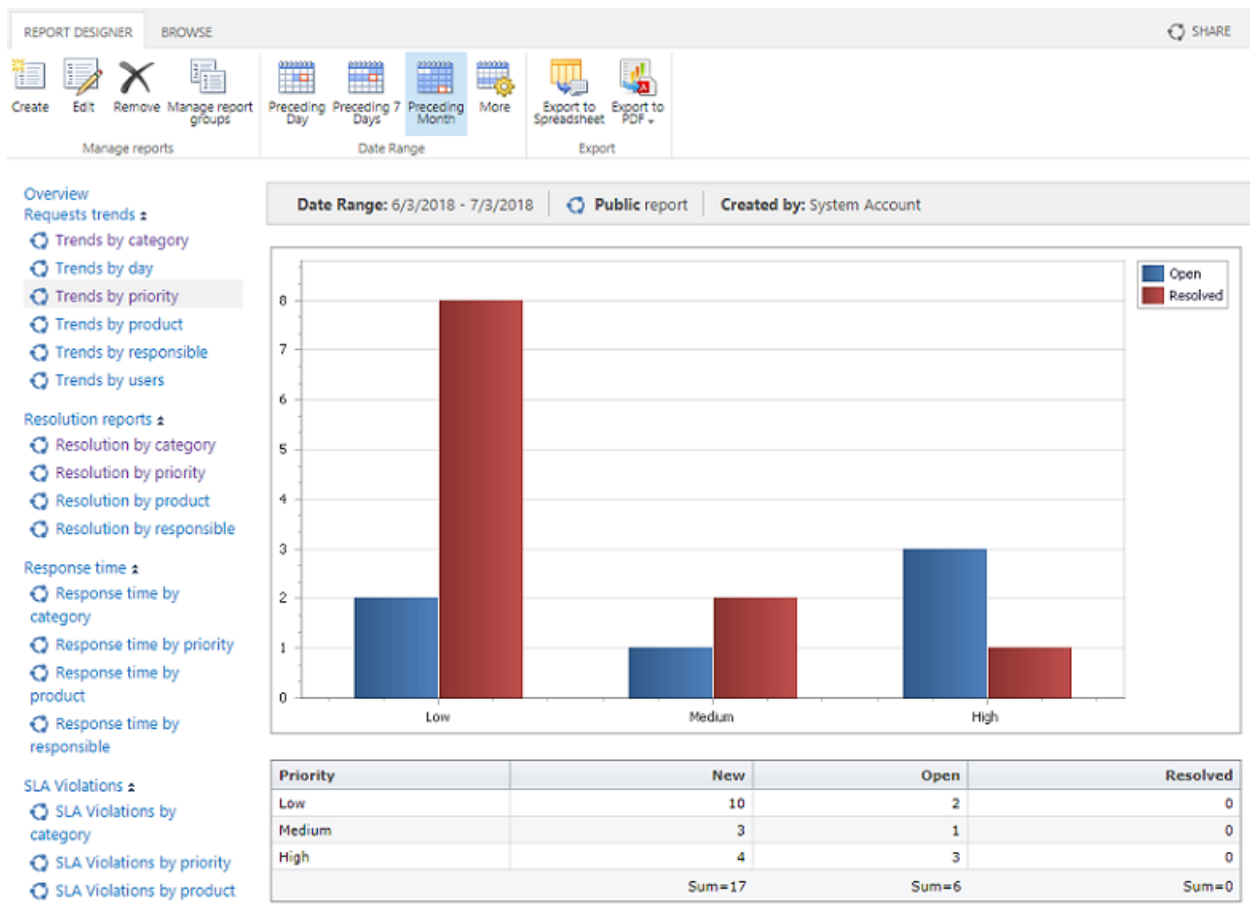 REPORT DESIGNER BROWSE SHARE
Create Edit Remove Manage report groups Preceding Day Preceding 7 Days Preceding Month More Export to Spreadsheet Export to PDF
Manage reports Date Range Export
Overview
Requests trends
Trends by category
Trends by day
Trends by priority
Trends by product
Trends by responsible
Trends by users
Resolution reports
Resolution by category
Resolution by priority
Resolution by product
Resolution by responsible
Response time
Response time by
category
Response time by priority
Response time by
product
Response time by
responsible
SLA Violations
SLA Violations by
category
SLA Violations by priority
SLA Violations by product
Date Range: 6/3/2018 - 7/3/2018 Public report Created by: System Account
Open
Resolved
8
7
6
5
4
3
2
1
0
Low Medium High
Priority New Open Resolved
Low 10 2 0
Medium 3 1 0
High 4 3 0
Sum=17 Sum=6 Sum=0